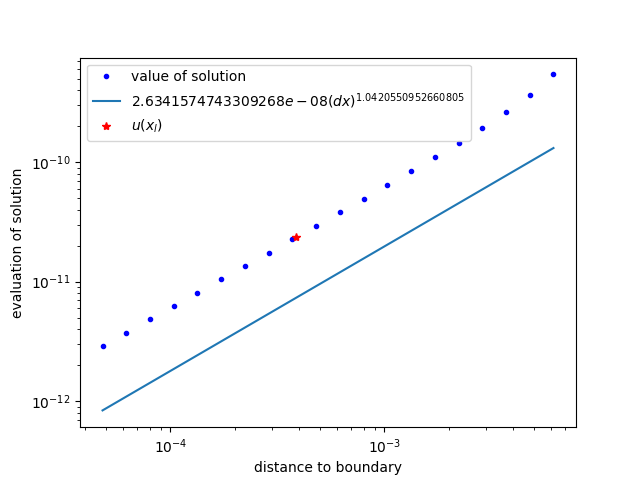 value of solution
2.6341574743309268e − 08(dx)^1.0420550952660805
u(x_l)
10^−10
10^−11
10^−12
evaluation of solution
10^−4
10^−3
distance to boundary